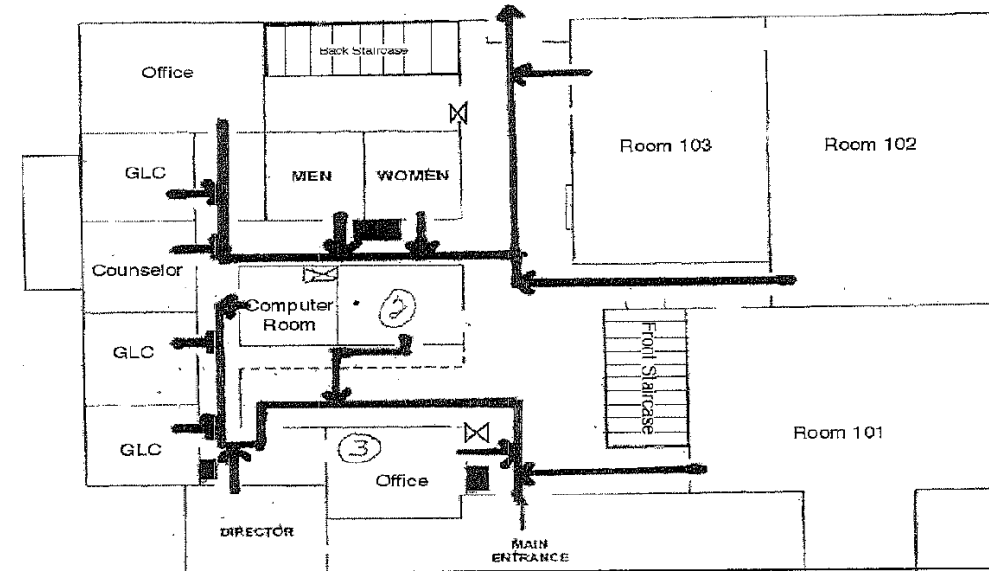 Back Staircase
Office
Room 103
Room 102
GLC
MEN
WOMEN
Counselor
Computer
Room
2
Front Staircase
GLC
Room 101
3
GLC
Office
DIRECTOR
MAIN
ENTRANCE